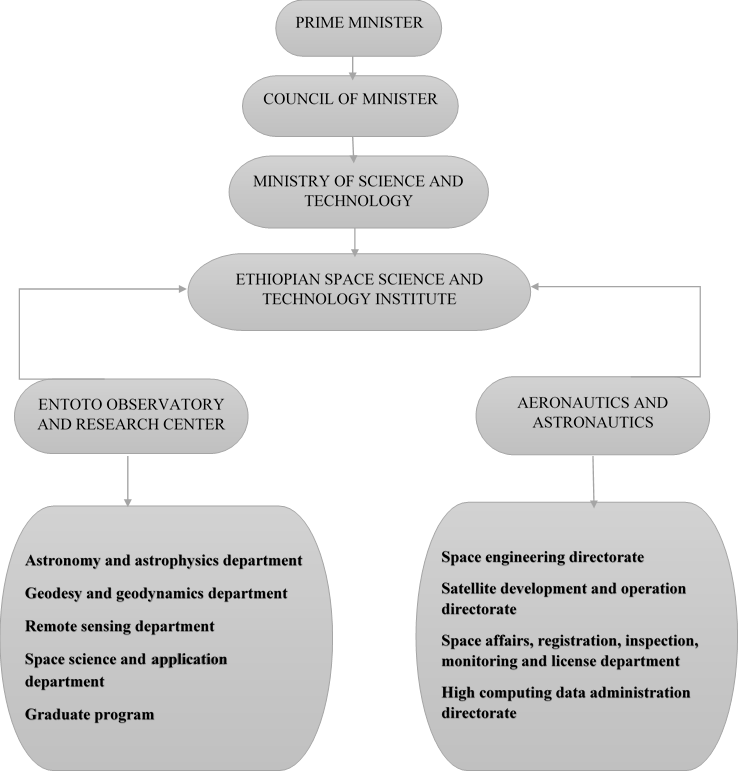 PRIME MINISTER
COUNCIL OF MINISTER
MINISTRY OF SCIENCE AND
TECHNOLOGY
ETHIOPIAN SPACE SCIENCE AND
TECHNOLOGY INSTITUTE
ENTOTO OBSERVATORY
AND RESEARCH CENTER
Astronomy and astrophysics department
Geodesy and geodynamics department
Remote sensing department
Space science and application
department
Graduate program
AERONAUTICS AND
ASTRONAUTICS
Space engineering directorate
Satellite development and operation
directorate
Space affairs, registration, inspection,
monitoring and license department
High computing data administration
directorate